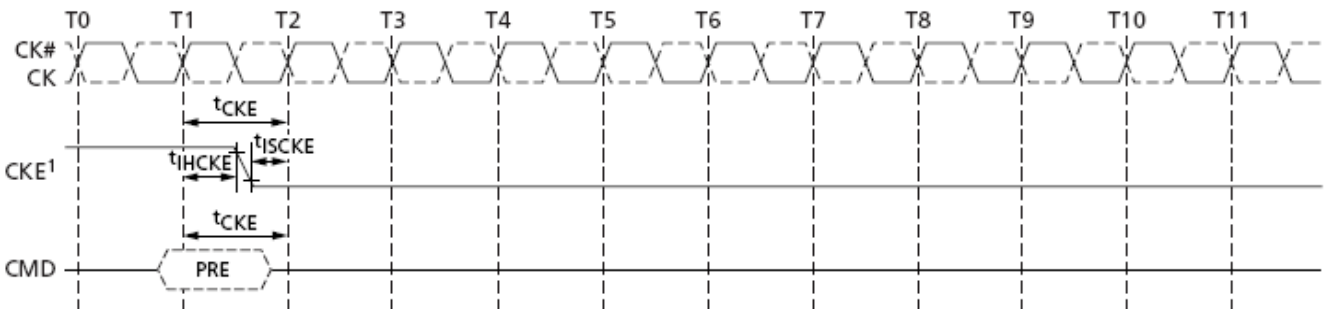 T0 T1 T2 T3 T4 T5 T6 T7 T8 T9 T10 T11
CK#
CK
tCKE
tISCKE
tIHCKE
CKE1
tCKE
CMD
PRE